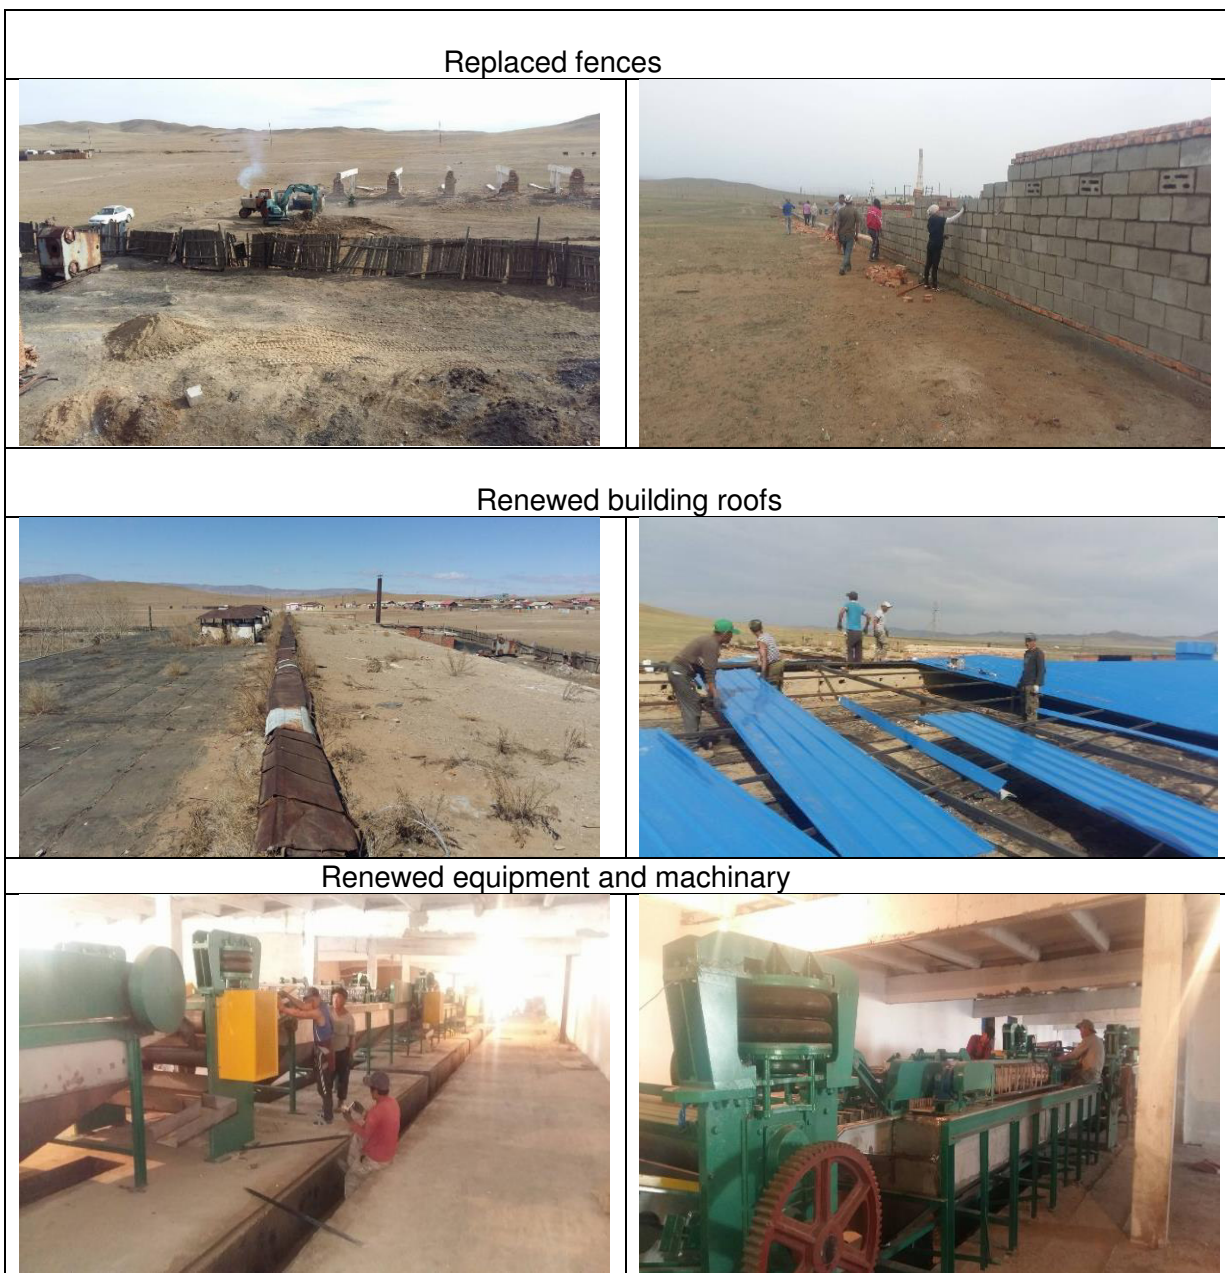 Replaced fences
Renewed building roofs
Renewed equipment and machinary